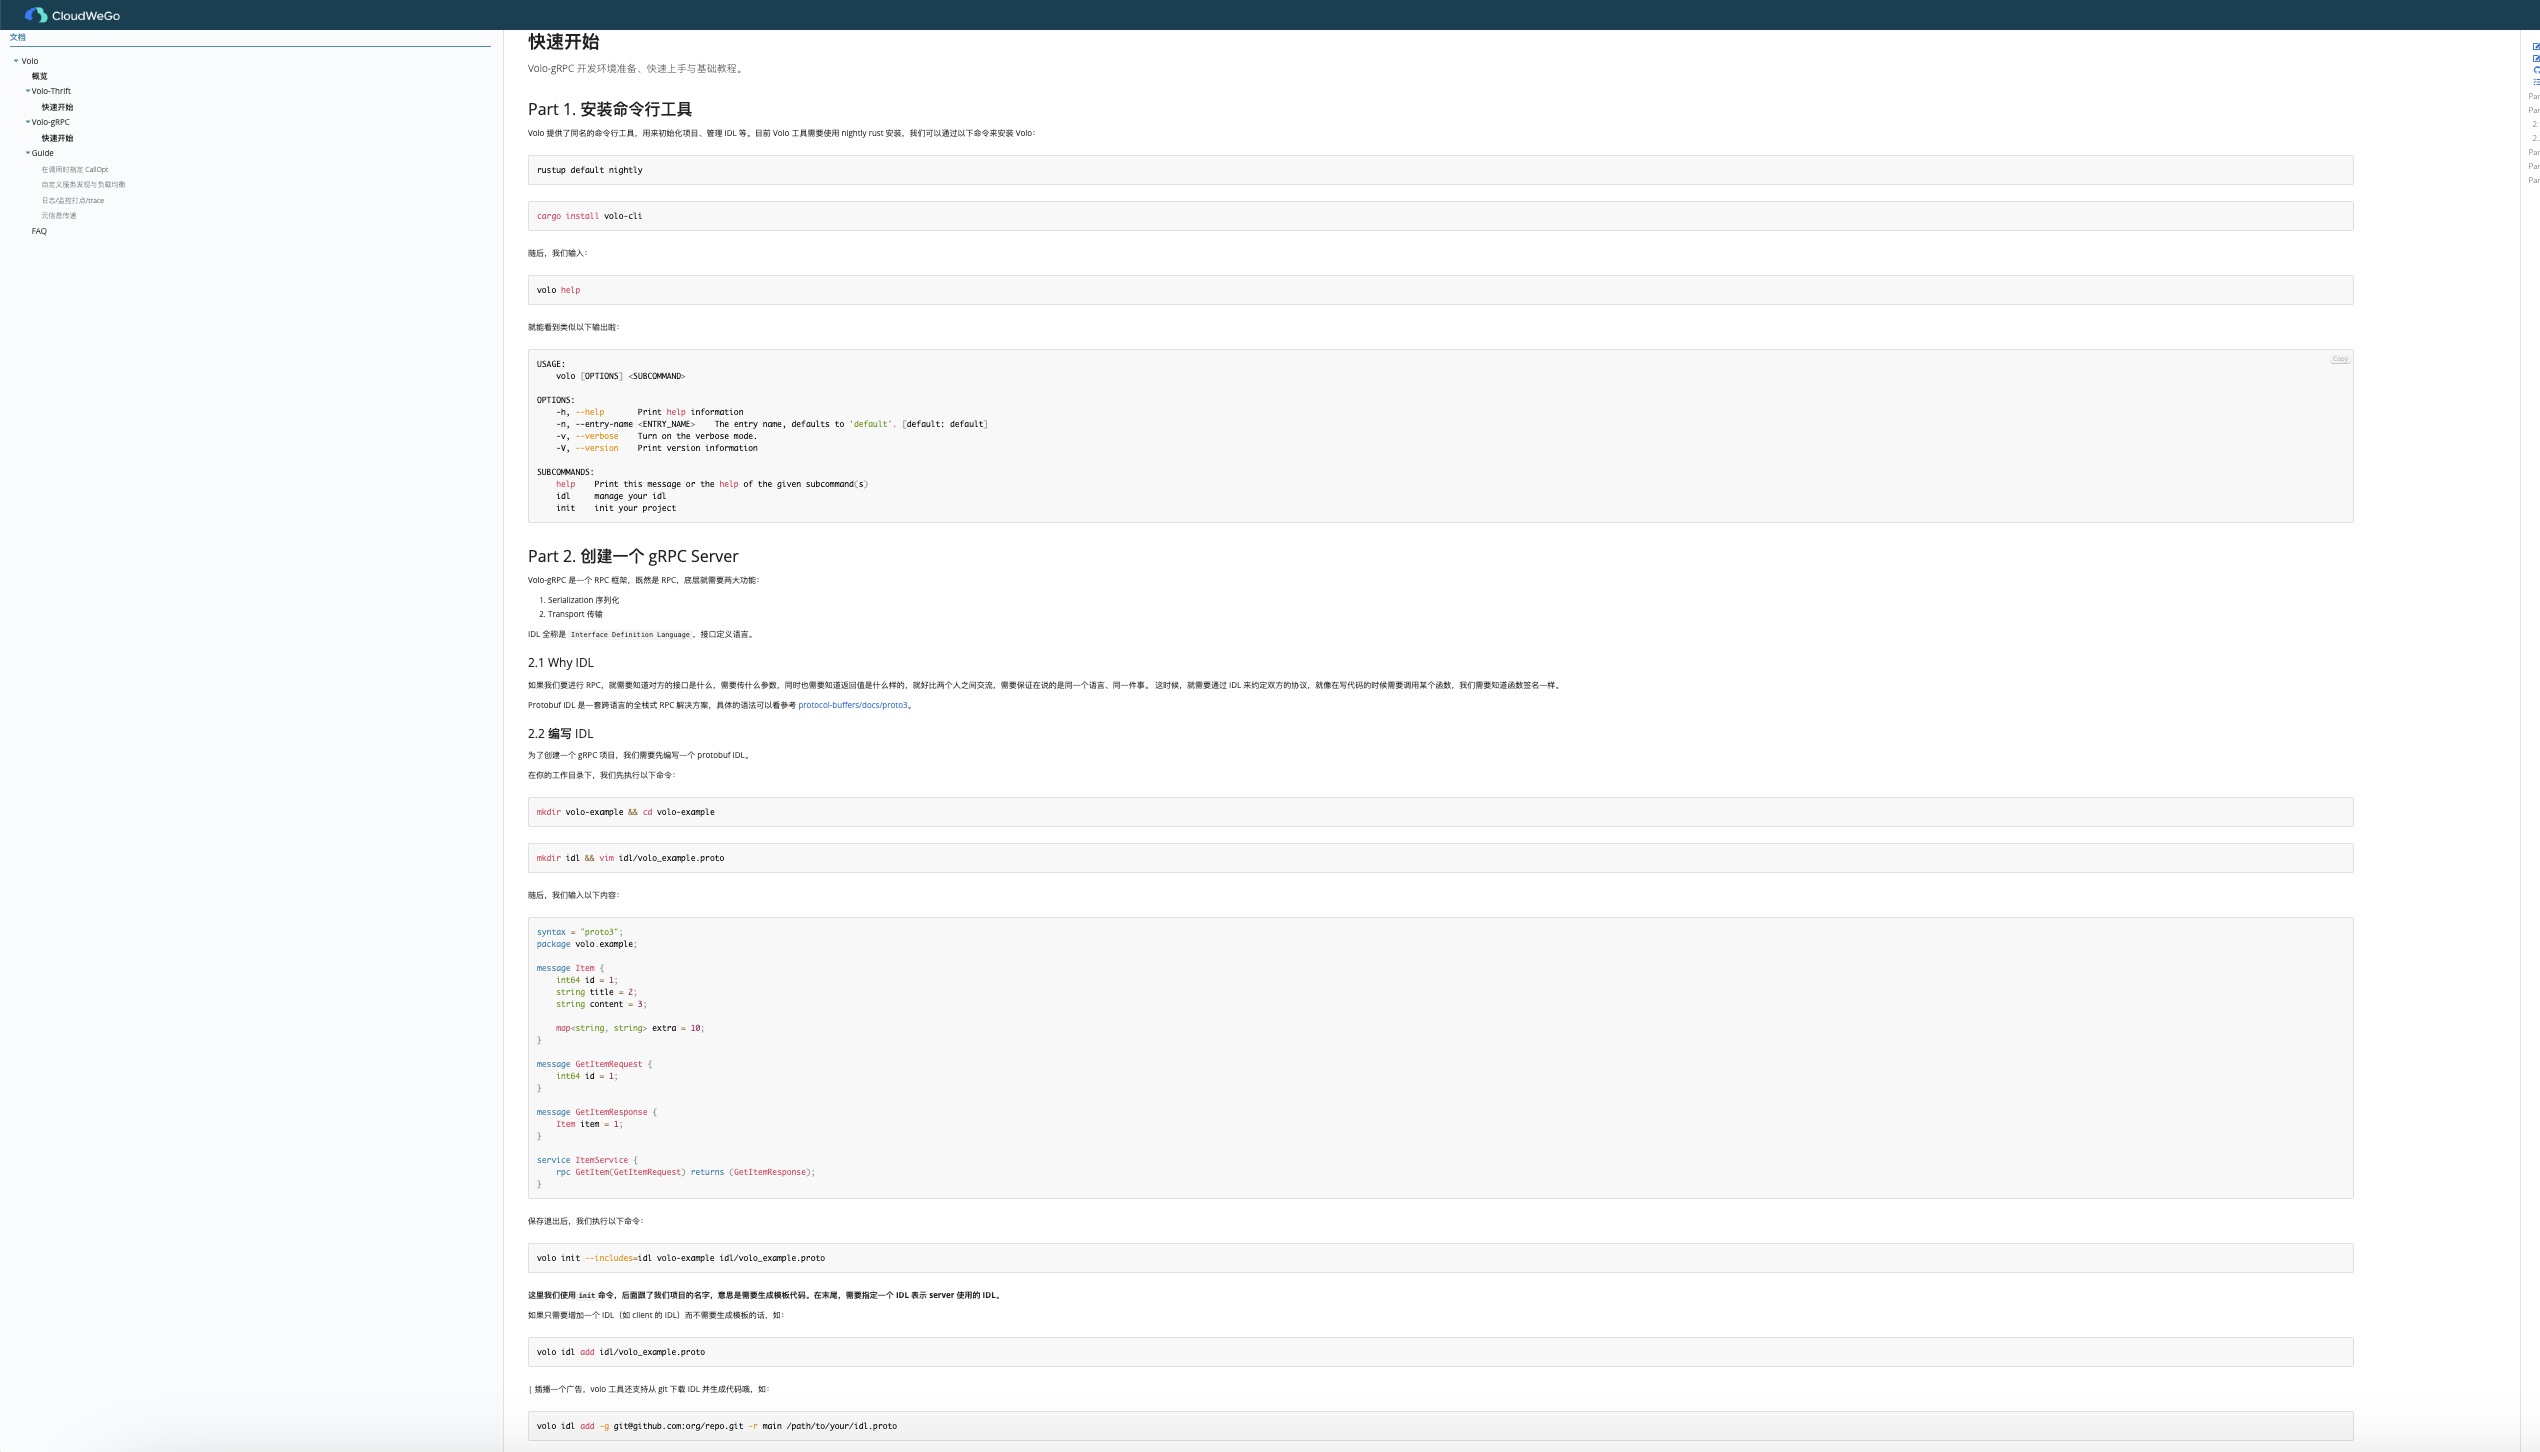 CloudWeGo
文档
Volo
概览
Volo-Thrift
快速开始
Volo-gRPC
快速开始
Guide
在调用时指定 CallOpt
自定义服务发现与负载均衡
日志/监控打点/trace
元信息传递
FAQ
快速开始
Volo-gRPC 开发环境准备、快速上手与基础教程。
Part 1. 安装命令行工具
Volo 提供了同名的命令行工具，用来初始化项目、管理 IDL 等。目前 Volo 工具需要使用 nightly rust 安装，我们可以通过以下命令来安装 Volo：
rustup default nightly
cargo install volo-cli
随后，我们输入：
volo help
就能看到类似以下输出啦：
Copy
USAGE:
    volo [OPTIONS] <SUBCOMMAND>
OPTIONS:
    -h, --help       Print help information
    -n, --entry-name <ENTRY_NAME>    The entry name, defaults to 'default'. [default: default]
    -v, --verbose    Turn on the verbose mode.
    -V, --version    Print version information
SUBCOMMANDS:
    help    Print this message or the help of the given subcommand(s)
    idl     manage your idl
    init    init your project
Part 2. 创建一个 gRPC Server
Volo-gRPC 是一个 RPC 框架，既然是 RPC，底层就需要两大功能：
1. Serialization 序列化
2. Transport 传输
IDL 全称是 Interface Definition Language，接口定义语言。
2.1 Why IDL
如果我们要进行 RPC，就需要知道对方的接口是什么，需要传什么参数，同时也需要知道返回值是什么样的，就好比两个人之间交流，需要保证在说的是同一个语言、同一件事。 这时候，就需要通过 IDL 来约定双方的协议，就像在写代码的时候需要调用某个函数，我们需要知道函数签名一样。
Protobuf IDL 是一套跨语言的全栈式 RPC 解决方案，具体的语法可以看参考 protocol-buffers/docs/proto3。
2.2 编写 IDL
为了创建一个 gRPC 项目，我们需要先编写一个 protobuf IDL。
在你的工作目录下，我们先执行以下命令：
mkdir volo-example && cd volo-example
mkdir idl && vim idl/volo_example.proto
随后，我们输入以下内容：
syntax = "proto3";
package volo.example;
message Item {
    int64 id = 1;
    string title = 2;
    string content = 3;
    map<string, string> extra = 10;
}
message GetItemRequest {
    int64 id = 1;
}
message GetItemResponse {
    Item item = 1;
}
service ItemService {
    rpc GetItem(GetItemRequest) returns (GetItemResponse);
}
保存退出后，我们执行以下命令：
volo init --includes=idl volo-example idl/volo_example.proto
这里我们使用 init 命令，后面跟了我们项目的名字，意思是需要生成模板代码。在末尾，需要指定一个 IDL 表示 server 使用的 IDL。
如果只需要增加一个 IDL（如 client 的 IDL）而不需要生成模板的话，如：
volo idl add idl/volo_example.proto
| 插播一个广告，volo 工具还支持从 git 下载 IDL 并生成代码哦，如：
volo idl add -g git@github.com:org/repo.git -r main /path/to/your/idl.proto
Par
Par
2.
2.
Par
Par
Par